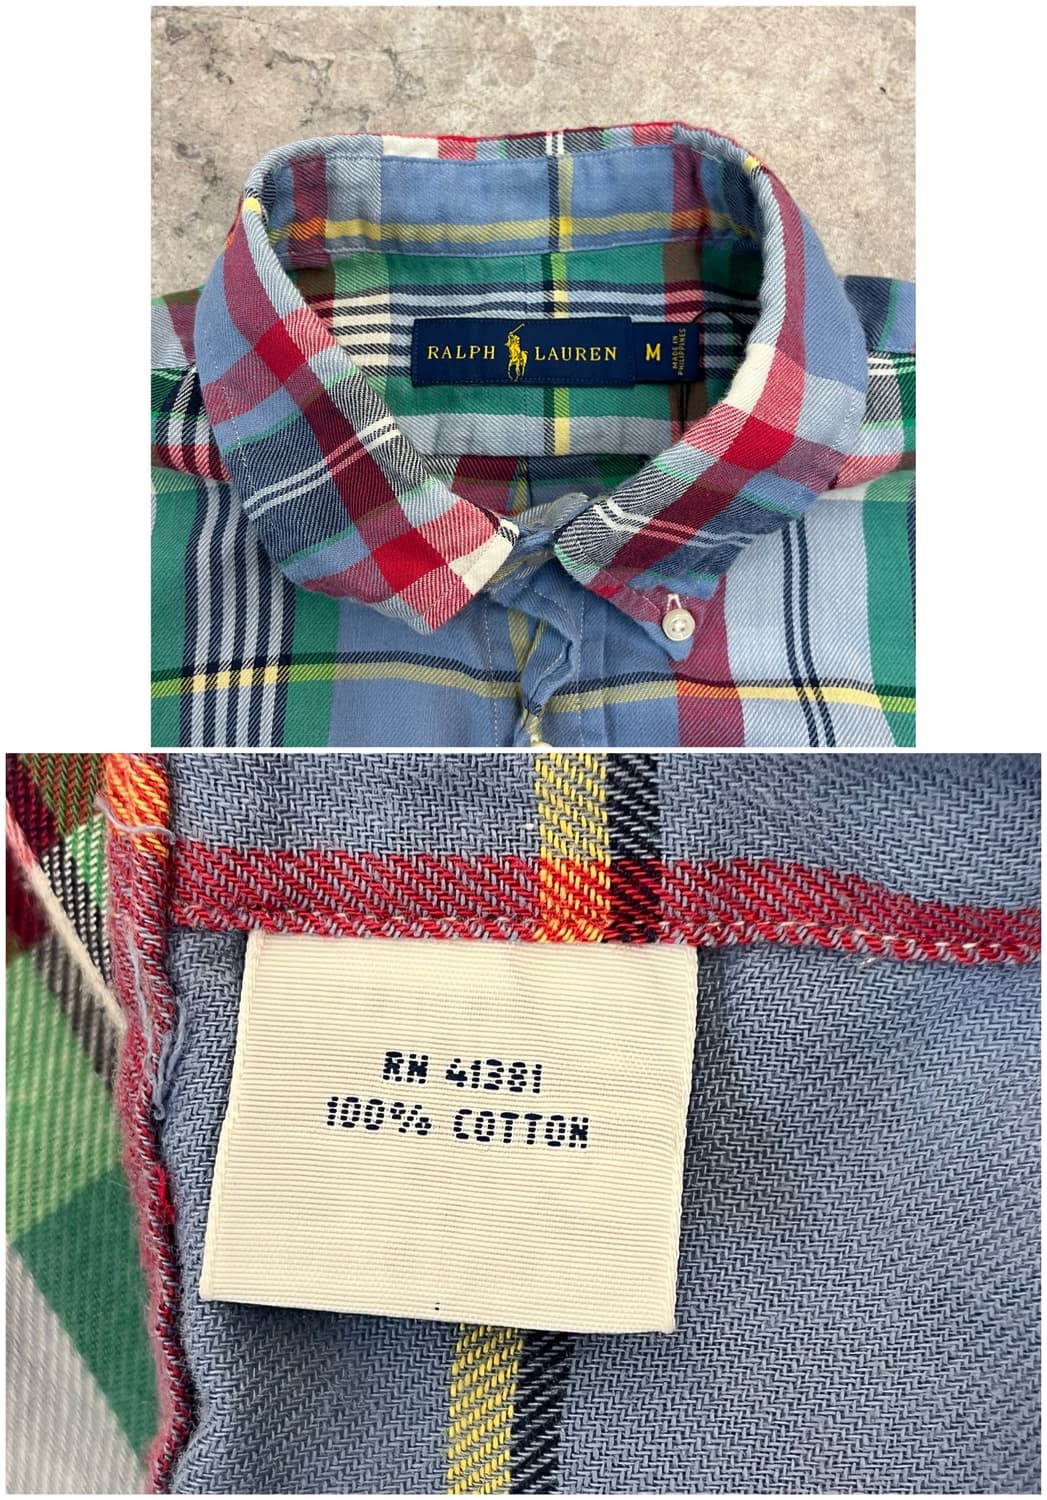 RALPH LAUREN
M
MADE IN
PHILIPPINES
RN 41381
100% COTTON